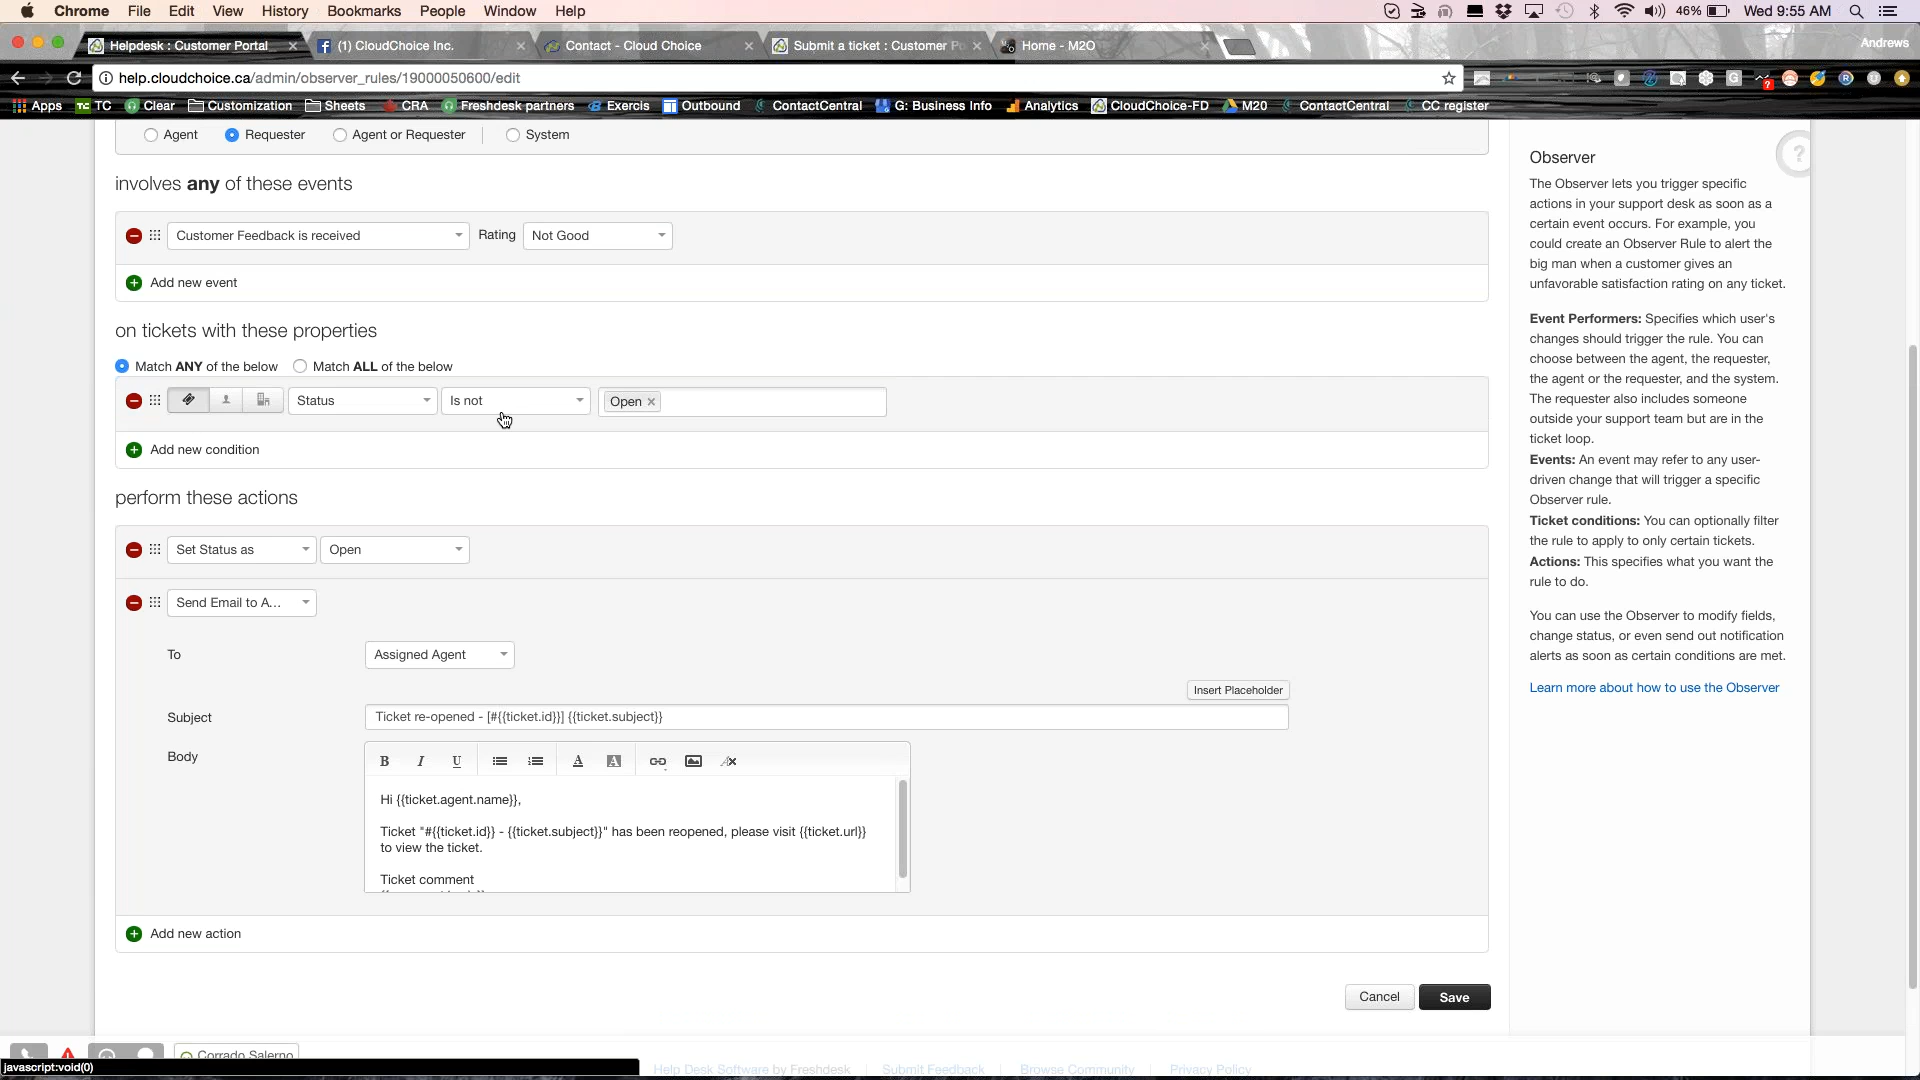 Chrome File Edit View History Bookmarks People Window Help 46% Wed 9:55 AM
Helpdesk : Customer Portal (1) CloudChoice Inc. Contact - Cloud Choice Submit a ticket : Customer P Home - M2O Andrews
help.cloudchoice.ca/admin/observer_rules/19000050600/edit
Apps TC Clear Customization Sheets CRA Freshdesk partners Exercis Outbound ContactCentral G: Business Info Analytics CloudChoice-FD M20 ContactCentral CC register
Agent Requester Agent or Requester System
involves any of these events
Customer Feedback is received Rating Not Good
Add new event
on tickets with these properties
Match ANY of the below Match ALL of the below
Status Is not Open
Add new condition
perform these actions
Set Status as Open
Send Email to A...
To Assigned Agent
Insert Placeholder
Subject Ticket re-opened - [#{{ticket.id}}] {{ticket.subject}}
Body
B I U
Hi {{ticket.agent.name}},
Ticket "#{{ticket.id}} - {{ticket.subject}}" has been reopened, please visit {{ticket.url}}
to view the ticket.
Ticket comment
Add new action
Cancel Save
Observer
The Observer lets you trigger specific
actions in your support desk as soon as a
certain event occurs. For example, you
could create an Observer Rule to alert the
big man when a customer gives an
unfavorable satisfaction rating on any ticket.
Event Performers: Specifies which user's
changes should trigger the rule. You can
choose between the agent, the requester,
the agent or the requester, and the system.
The requester also includes someone
outside your support team but are in the
ticket loop.
Events: An event may refer to any user-
driven change that will trigger a specific
Observer rule.
Ticket conditions: You can optionally filter
the rule to apply to only certain tickets.
Actions: This specifies what you want the
rule to do.
You can use the Observer to modify fields,
change status, or even send out notification
alerts as soon as certain conditions are met.
Learn more about how to use the Observer
Corrado Salerno
javascript:void(0)
Help Desk Software by Freshdesk Submit Feedback Browse Community Privacy Policy